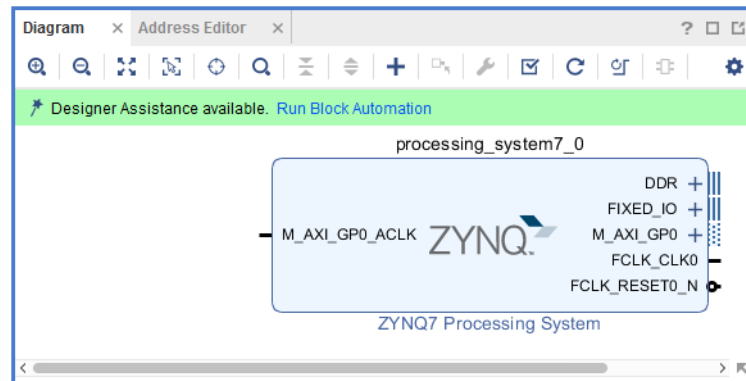 Diagram × Address Editor × ?
Designer Assistance available. Run Block Automation
processing_system7_0
DDR
FIXED_IO
M_AXI_GP0_ACLK ZYNQ. M_AXI_GP0
FCLK_CLK0
FCLK_RESET0_N
ZYNQ7 Processing System